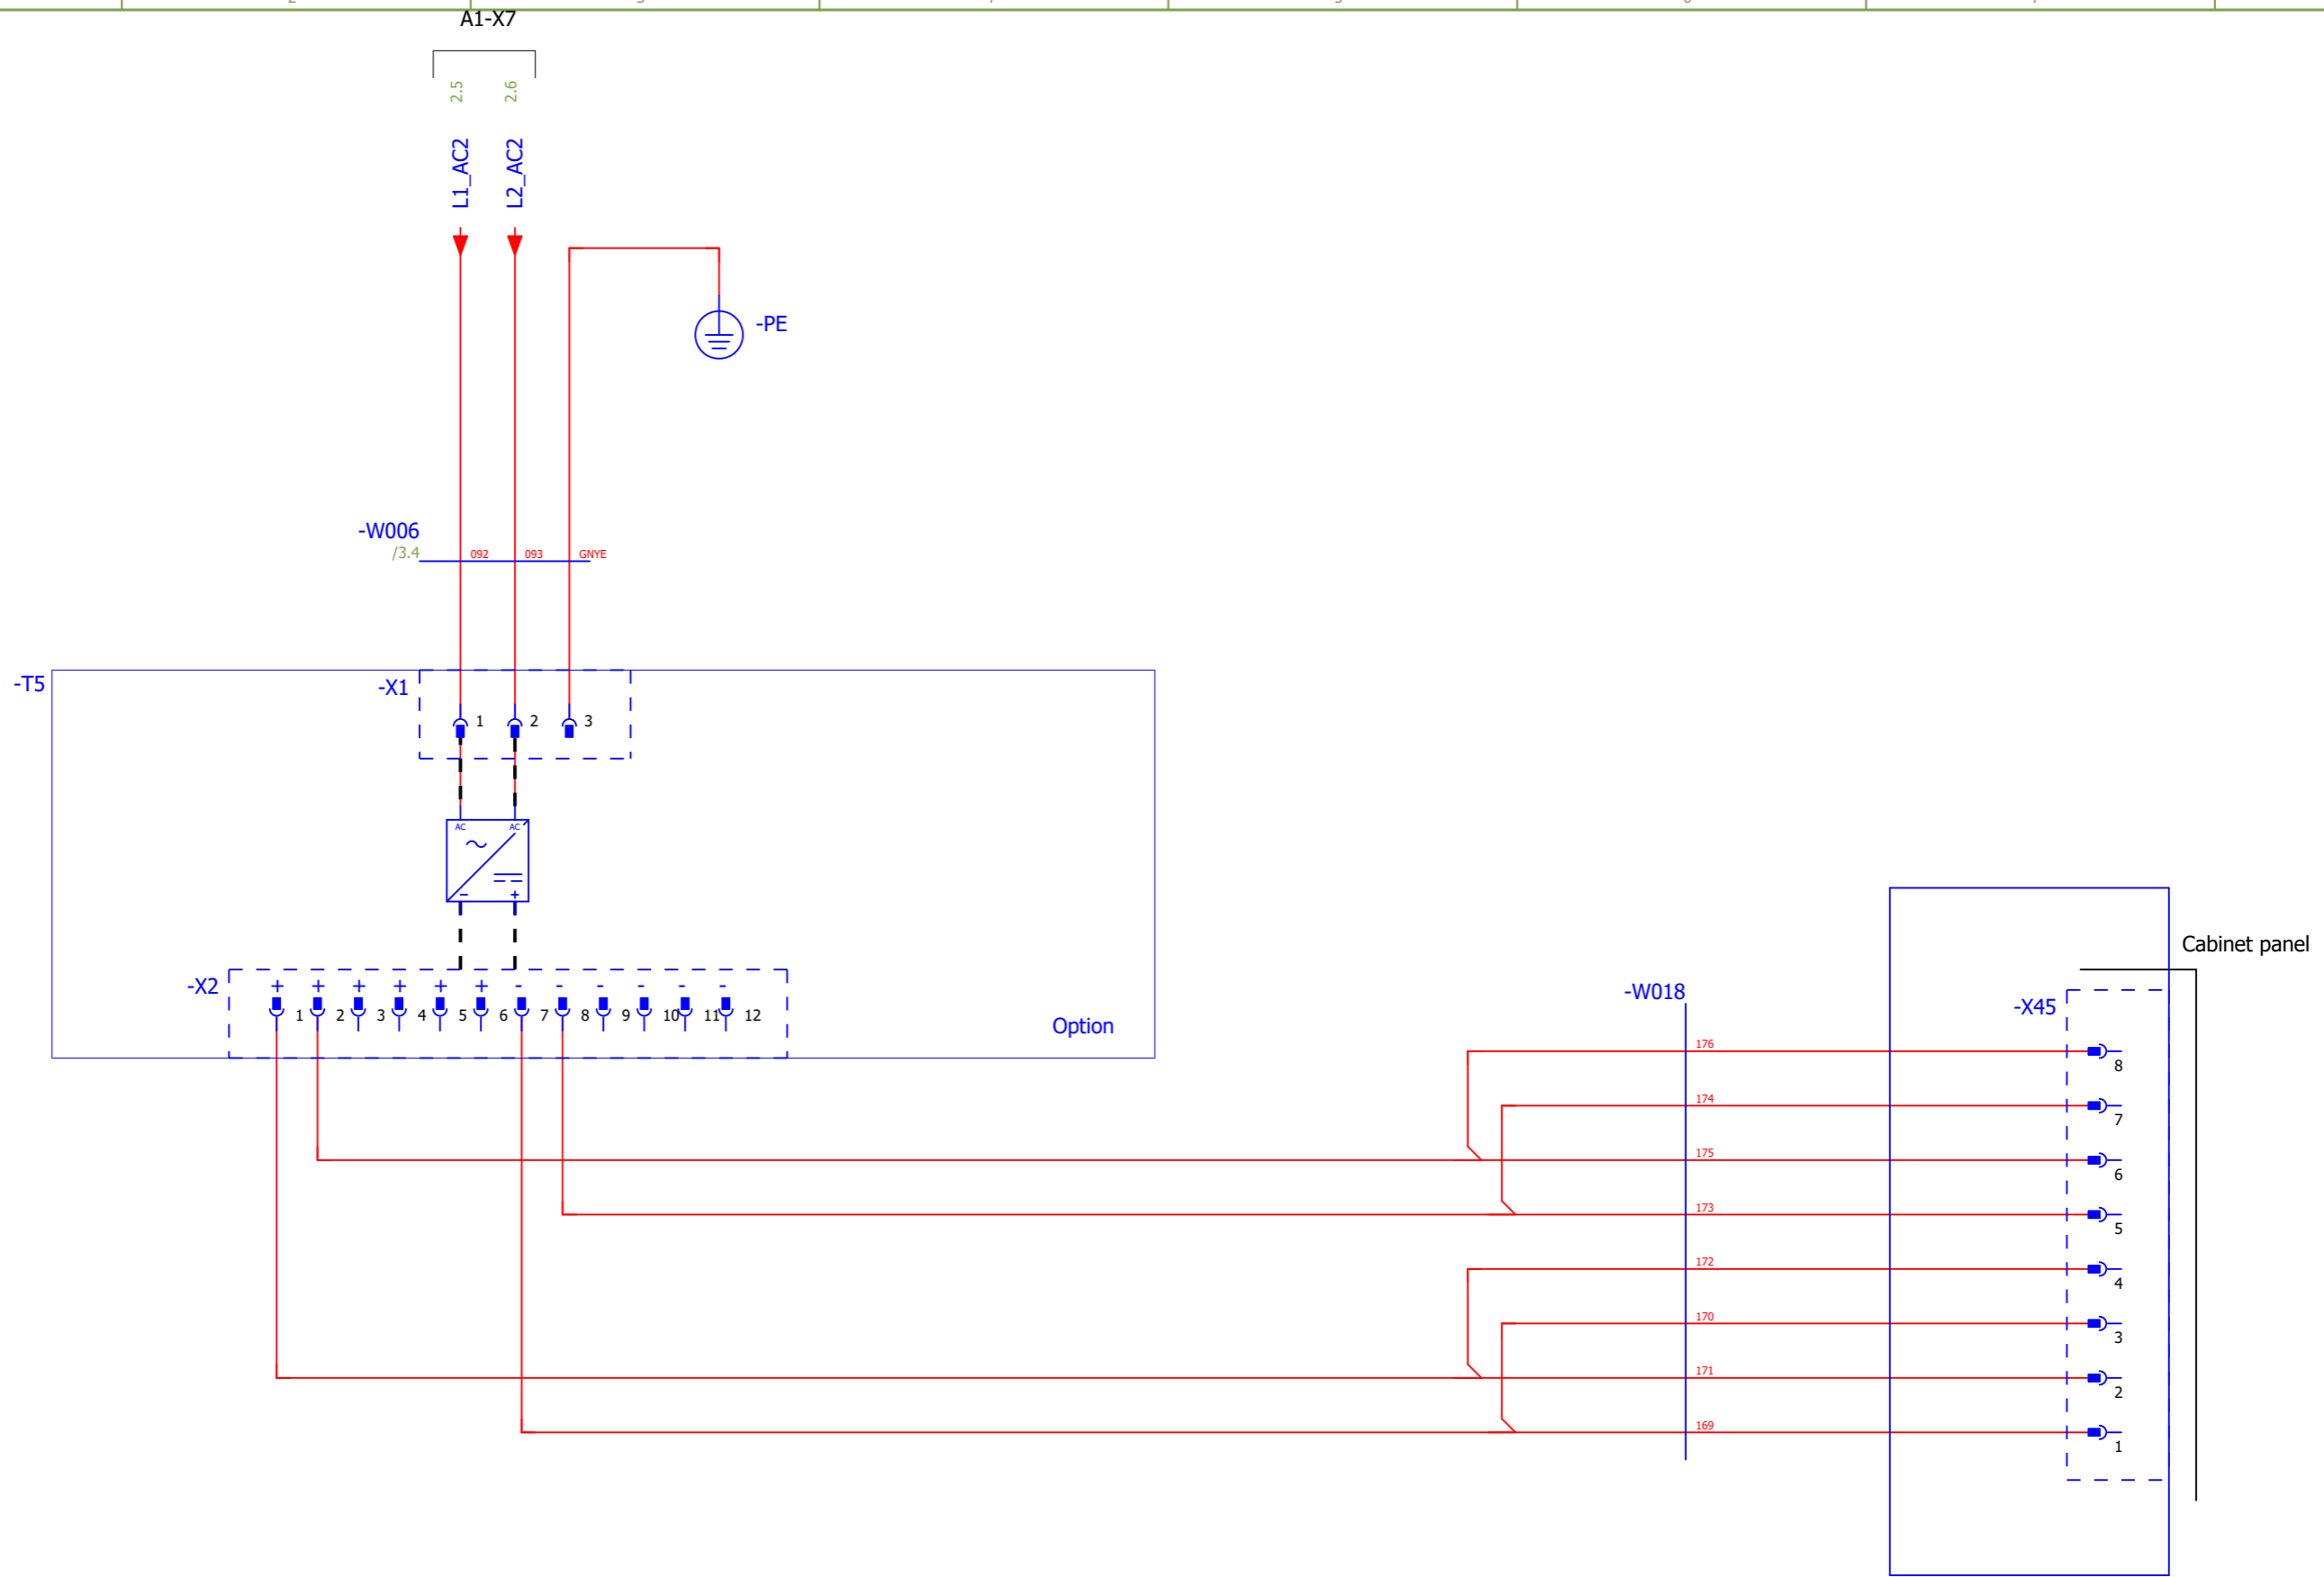 A1-X7
2.5
2.6
L1_AC2
L2_AC2
-PE
-W006
/3.4
092
093
GNYE
-T5
-X1
1
2
3
AC
AC
-
+
Cabinet panel
-X2
+ + + + + + - - - - - -
1 2 3 4 5 6 7 8 9 10 11 12
Option
-W018
-X45
176
8
174
7
175
6
173
5
172
4
170
3
171
2
169
1